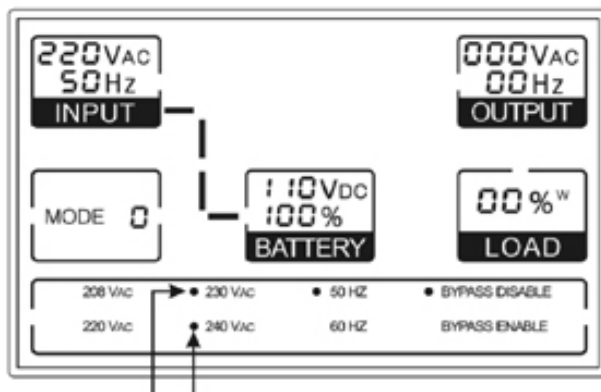 220VAC
50HZ
INPUT
000VAC
00HZ
OUTPUT
MODE 0
110VDC
100%
BATTERY
00%W
LOAD
208 VAC • 230 VAC • 50 HZ • BYPASS DISABLE
220 VAC • 240 VAC 60 HZ BYPASS ENABLE